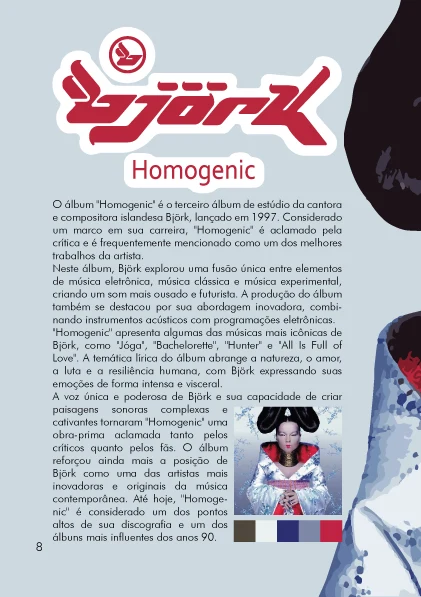 björk
Homogenic
O álbum "Homogenic" é o terceiro álbum de estúdio da cantora
e compositora islandesa Björk, lançado em 1997. Considerado
um marco em sua carreira, "Homogenic" é aclamado pela
crítica e é frequentemente mencionado como um dos melhores
trabalhos da artista.
Neste álbum, Björk explorou uma fusão única entre elementos
de música eletrônica, música clássica e música experimental,
criando um som mais ousado e futurista. A produção do álbum
também se destacou por sua abordagem inovadora, combi-
nando instrumentos acústicos com programações eletrônicas.
"Homogenic" apresenta algumas das músicas mais icônicas de
Björk, como "Jóga", "Bachelorette", "Hunter" e "All Is Full of
Love". A temática lírica do álbum abrange a natureza, o amor,
a luta e a resiliência humana, com Björk expressando suas
emoções de forma intensa e visceral.
A voz única e poderosa de Björk e sua capacidade de criar
paisagens sonoras complexas e
cativantes tornaram "Homogenic" uma
obra-prima aclamada tanto pelos
críticos quanto pelos fãs. O álbum
reforçou ainda mais a posição de
Björk como uma das artistas mais
inovadoras e originais da música
contemporânea. Até hoje, "Homoge-
nic" é considerado um dos pontos
altos de sua discografia e um dos
álbuns mais influentes dos anos 90.
8